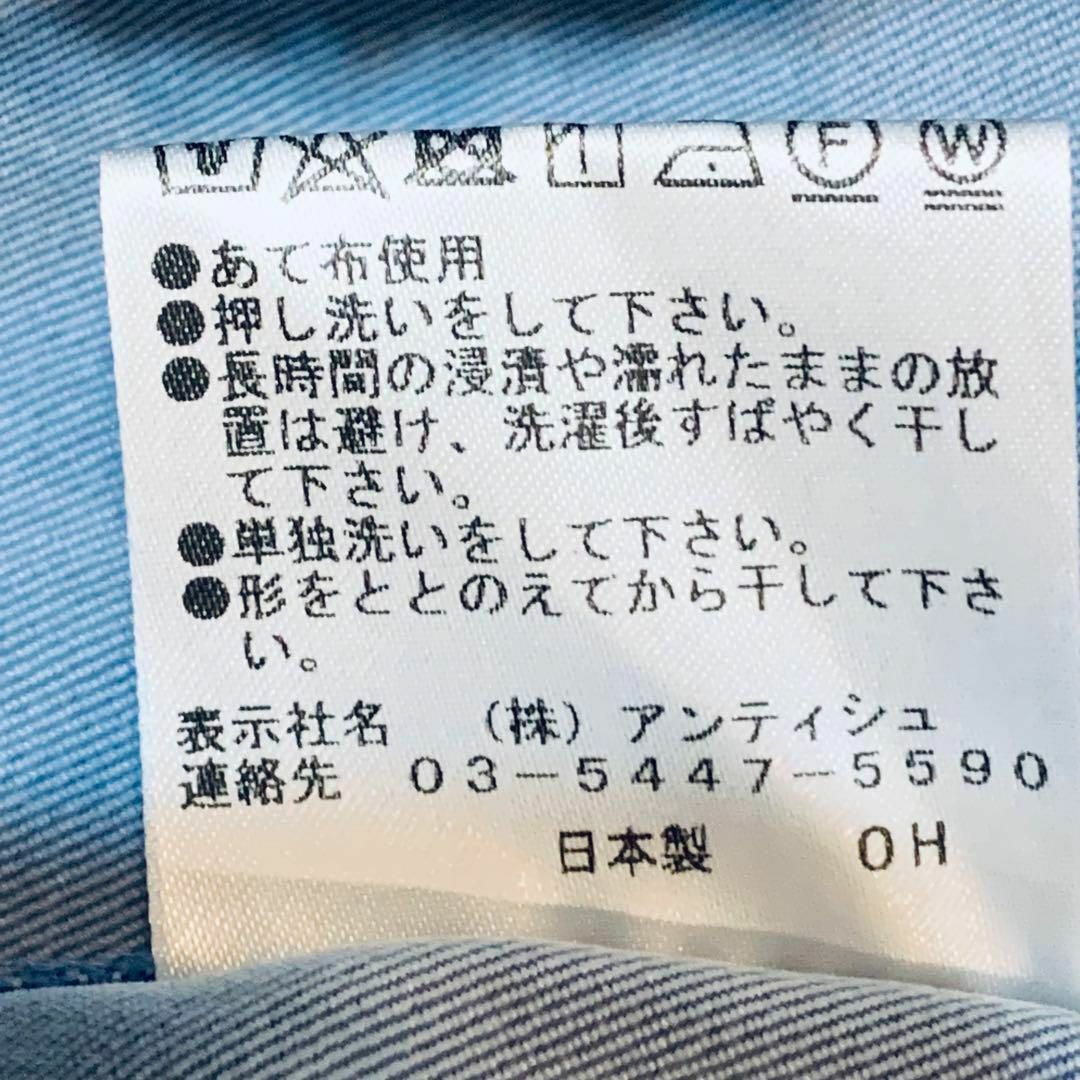 F W
●あて布使用
●押し洗いをして下さい。
●長時間の浸漬や濡れたままの放
置は避け、洗濯後すばやく干し
て下さい。
●単独洗いをして下さい。
●形をととのえてから干して下さ
い。
表示社名 (株)アンティシュ
連絡先 03-5447-5590
日本製 OH